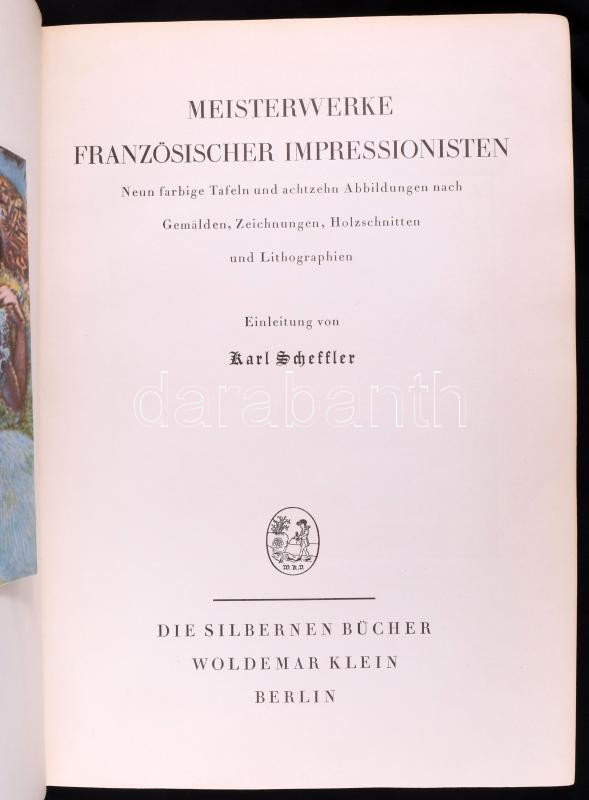 MEISTERWERKE
FRANZÖSISCHER IMPRESSIONISTEN
Neun farbige Tafeln und achtzehn Abbildungen nach
Gemälden, Zeichnungen, Holzschnitten
und Lithographien
Einleitung von
Karl Scheffler
darabanth
W.K.V.
DIE SILBERNEN BÜCHER
WOLDEMAR KLEIN
BERLIN